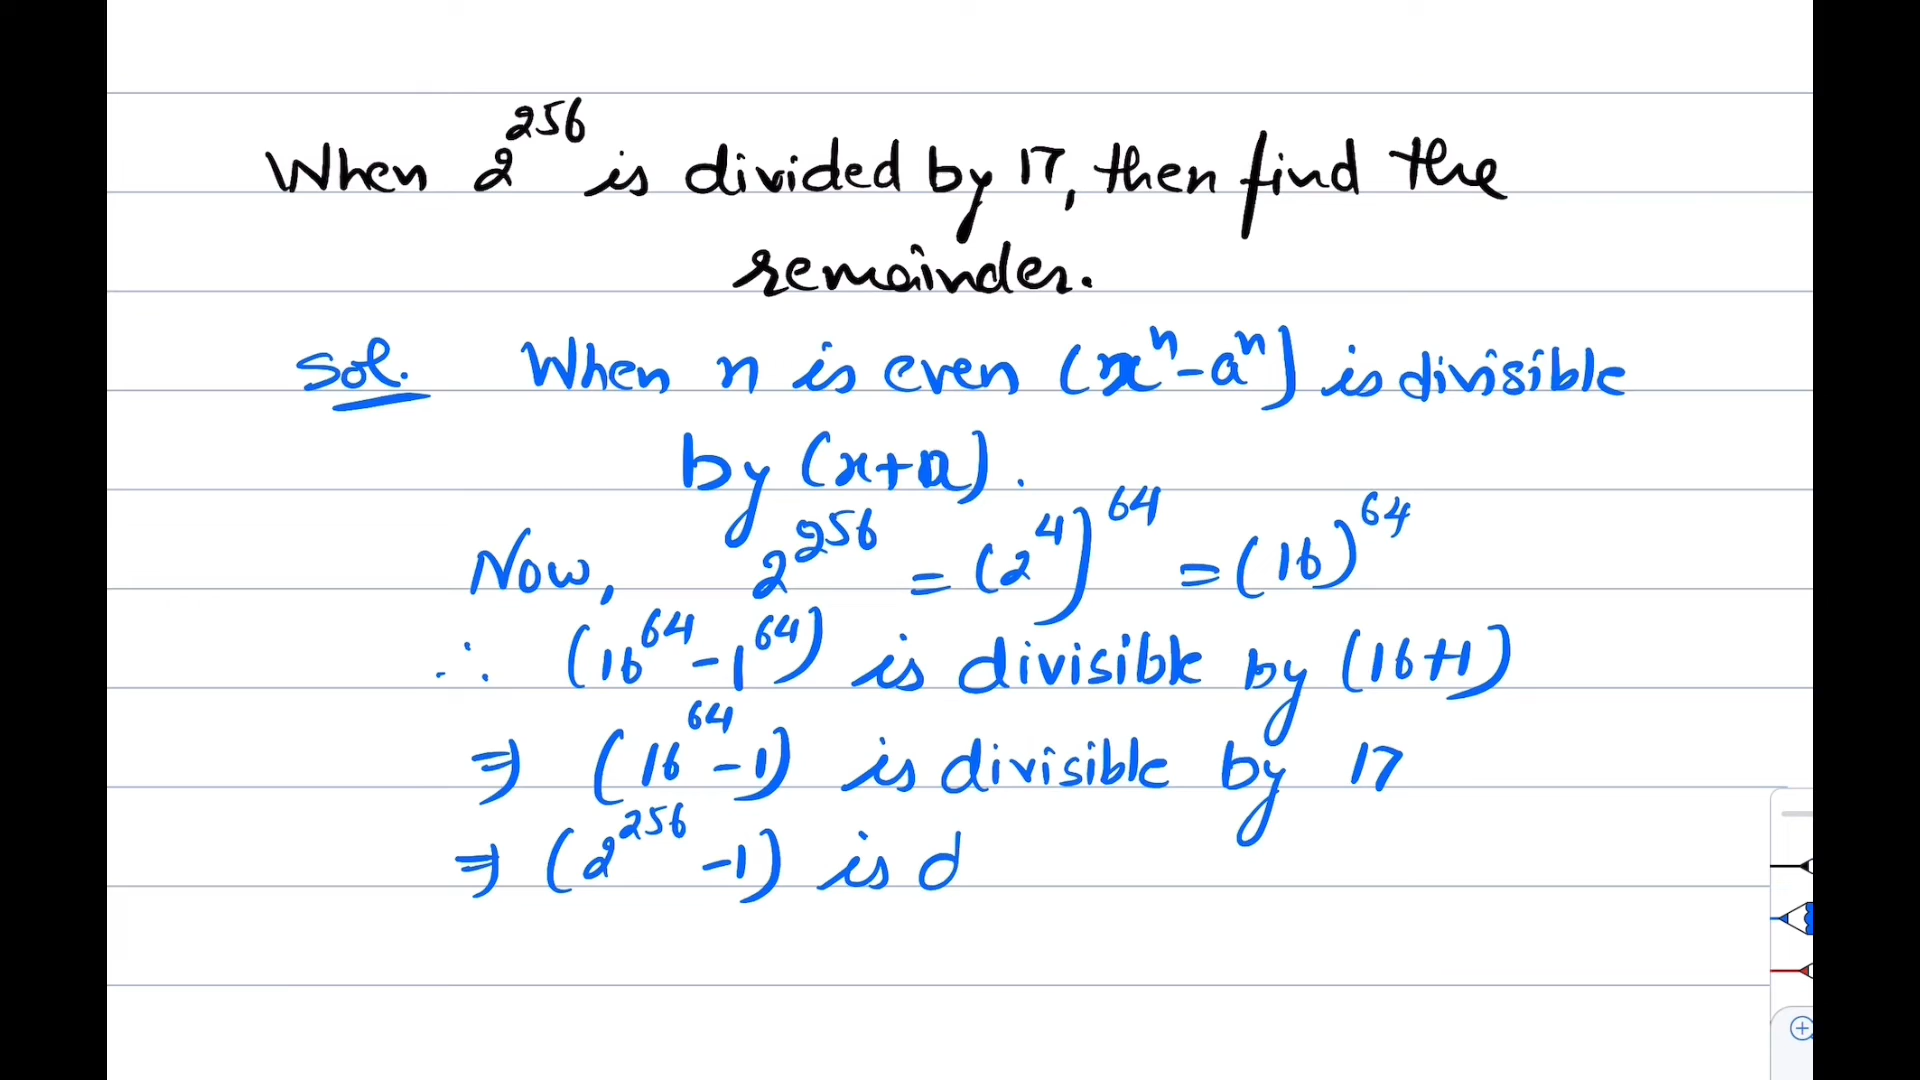 When 2^256 is divided by 17, then find the
remainder.
Sol. When n is even (x^n - a^n) is divisible
by (x+a).
Now, 2^256 = (2^4)^64 = (16)^64
∴ (16^64 - 1^64) is divisible by (16+1)
⇒ (16^64 - 1) is divisible by 17
⇒ (2^256 - 1) is d